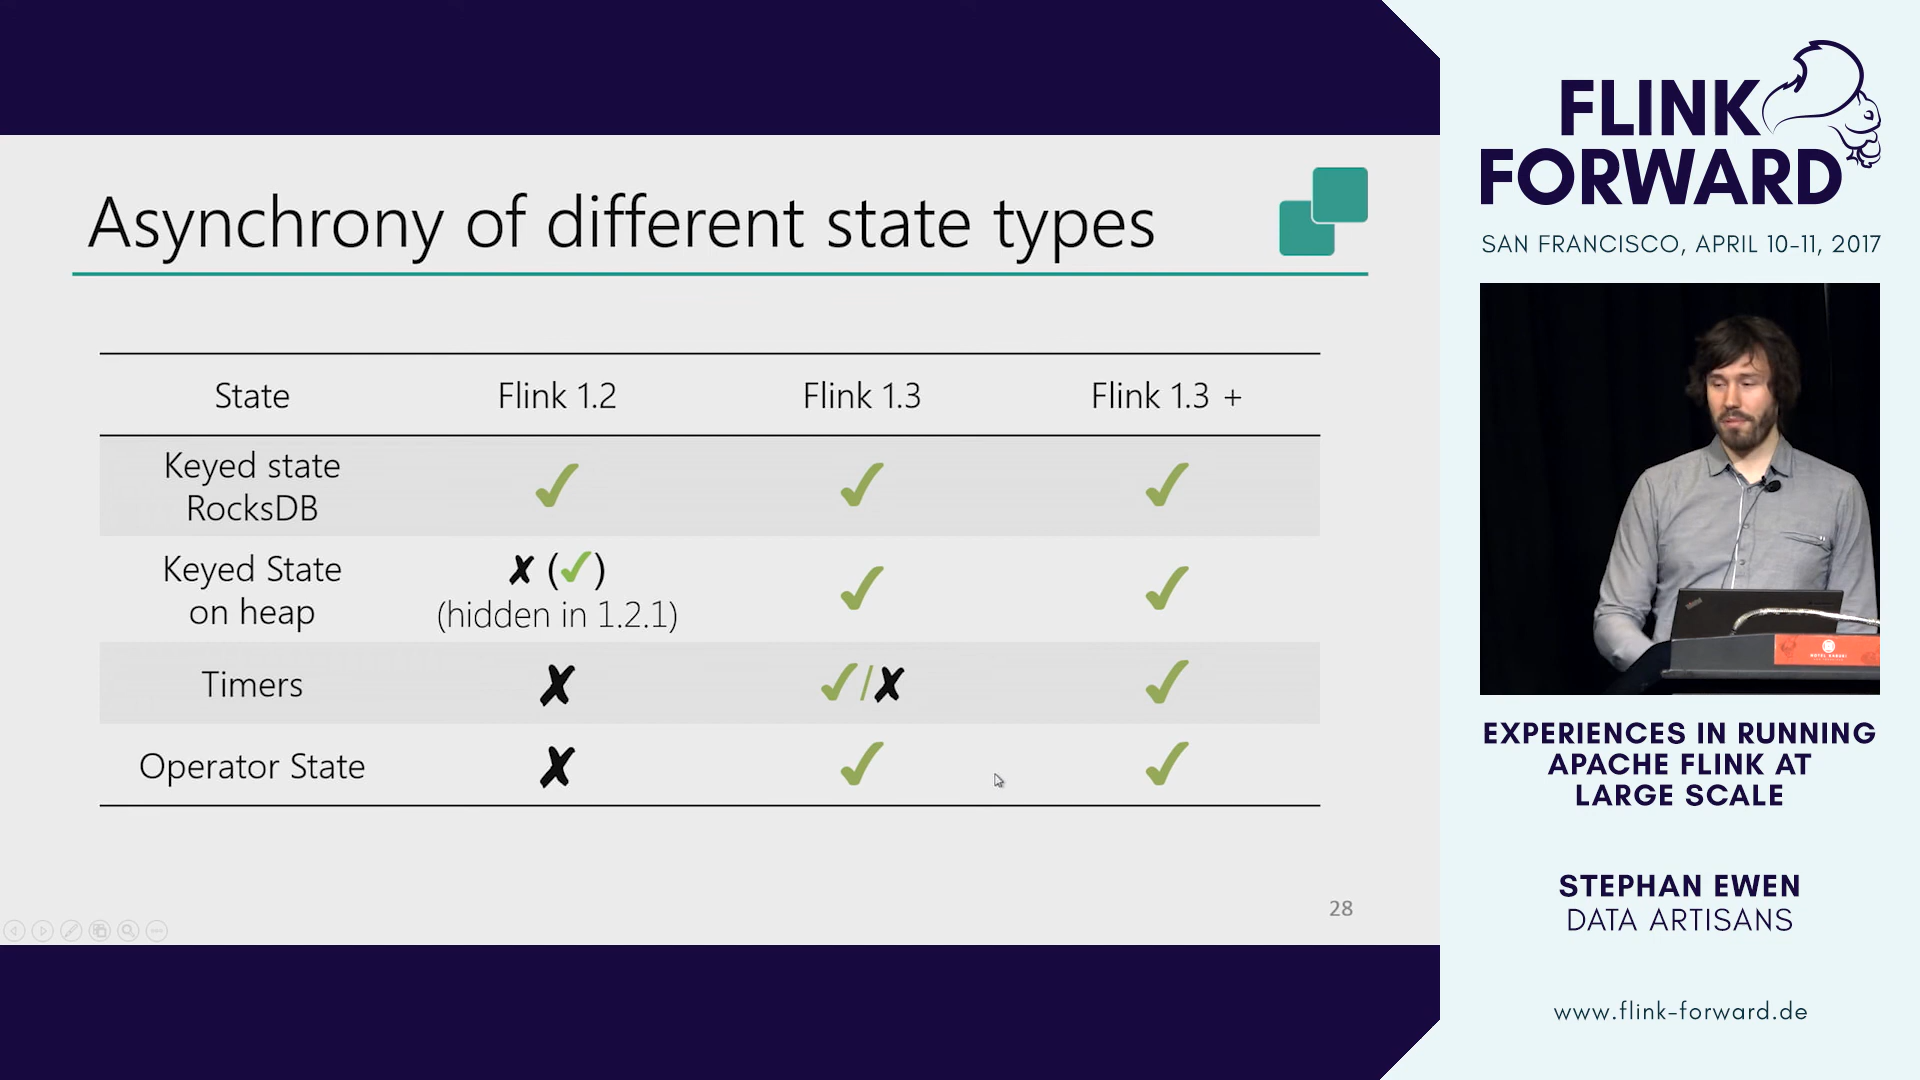 Asynchrony of different state types
State Flink 1.2 Flink 1.3 Flink 1.3 +
Keyed state
RocksDB ✓ ✓ ✓
Keyed State
on heap ✗ (✓) ✓ ✓
(hidden in 1.2.1)
Timers ✗ ✓/✗ ✓
Operator State ✗ ✓ ✓
28
FLINK
FORWARD
SAN FRANCISCO, APRIL 10-11, 2017
EXPERIENCES IN RUNNING
APACHE FLINK AT
LARGE SCALE
STEPHAN EWEN
DATA ARTISANS
www.flink-forward.de